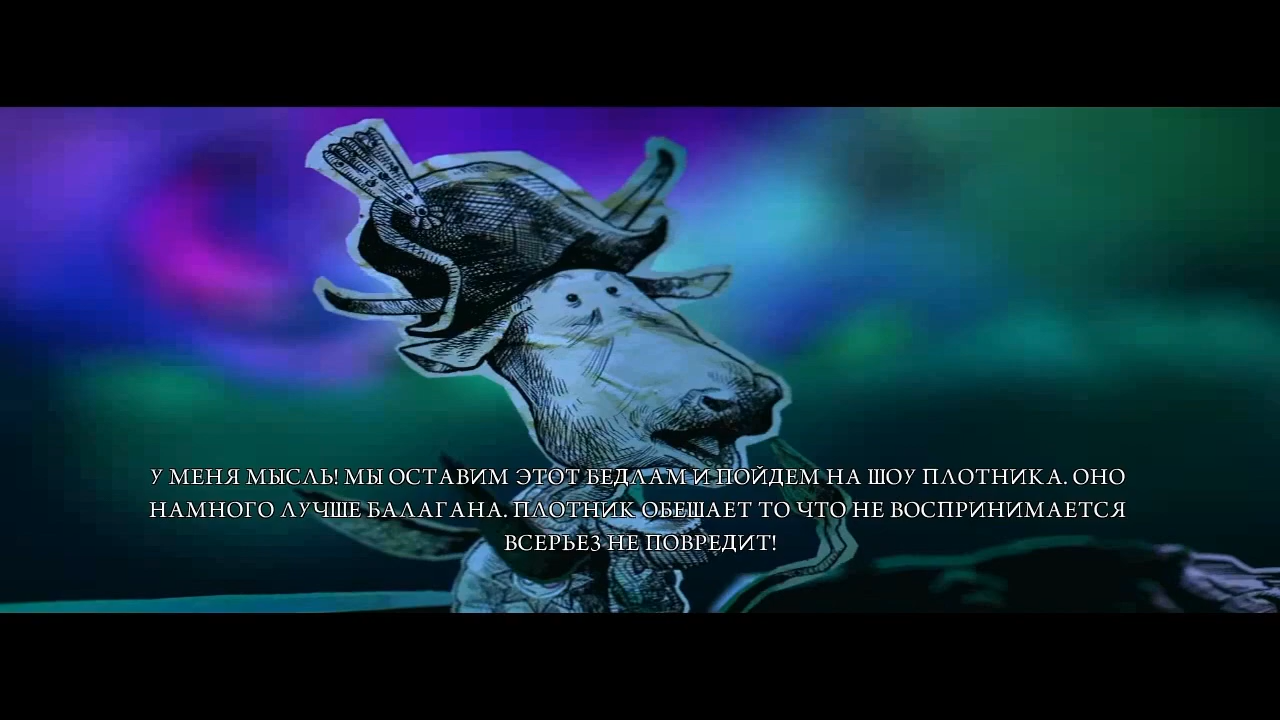 У МЕНЯ МЫСЛЬ! МЫ ОСТАВИМ ЭТОТ БЕДЛАМ И ПОЙДЕМ НА ШОУ ПЛОТНИКА. ОНО
НАМНОГО ЛУЧШЕ БАЛАГАНА. ПЛОТНИК ОБЕШАЕТ ТО ЧТО НЕ ВОСПРИНИМАЕТСЯ
ВСЕРЬЕЗ НЕ ПОВРЕДИТ!